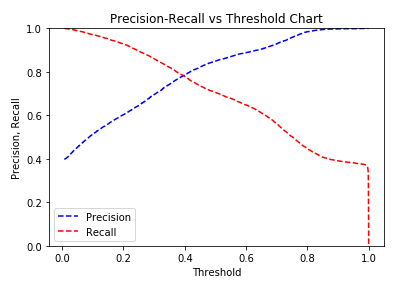 Precision-Recall vs Threshold Chart
1.0
0.8
0.6
0.4
0.2
0.0
Precision, Recall
Precision
Recall
0.0 0.2 0.4 0.6 0.8 1.0
Threshold